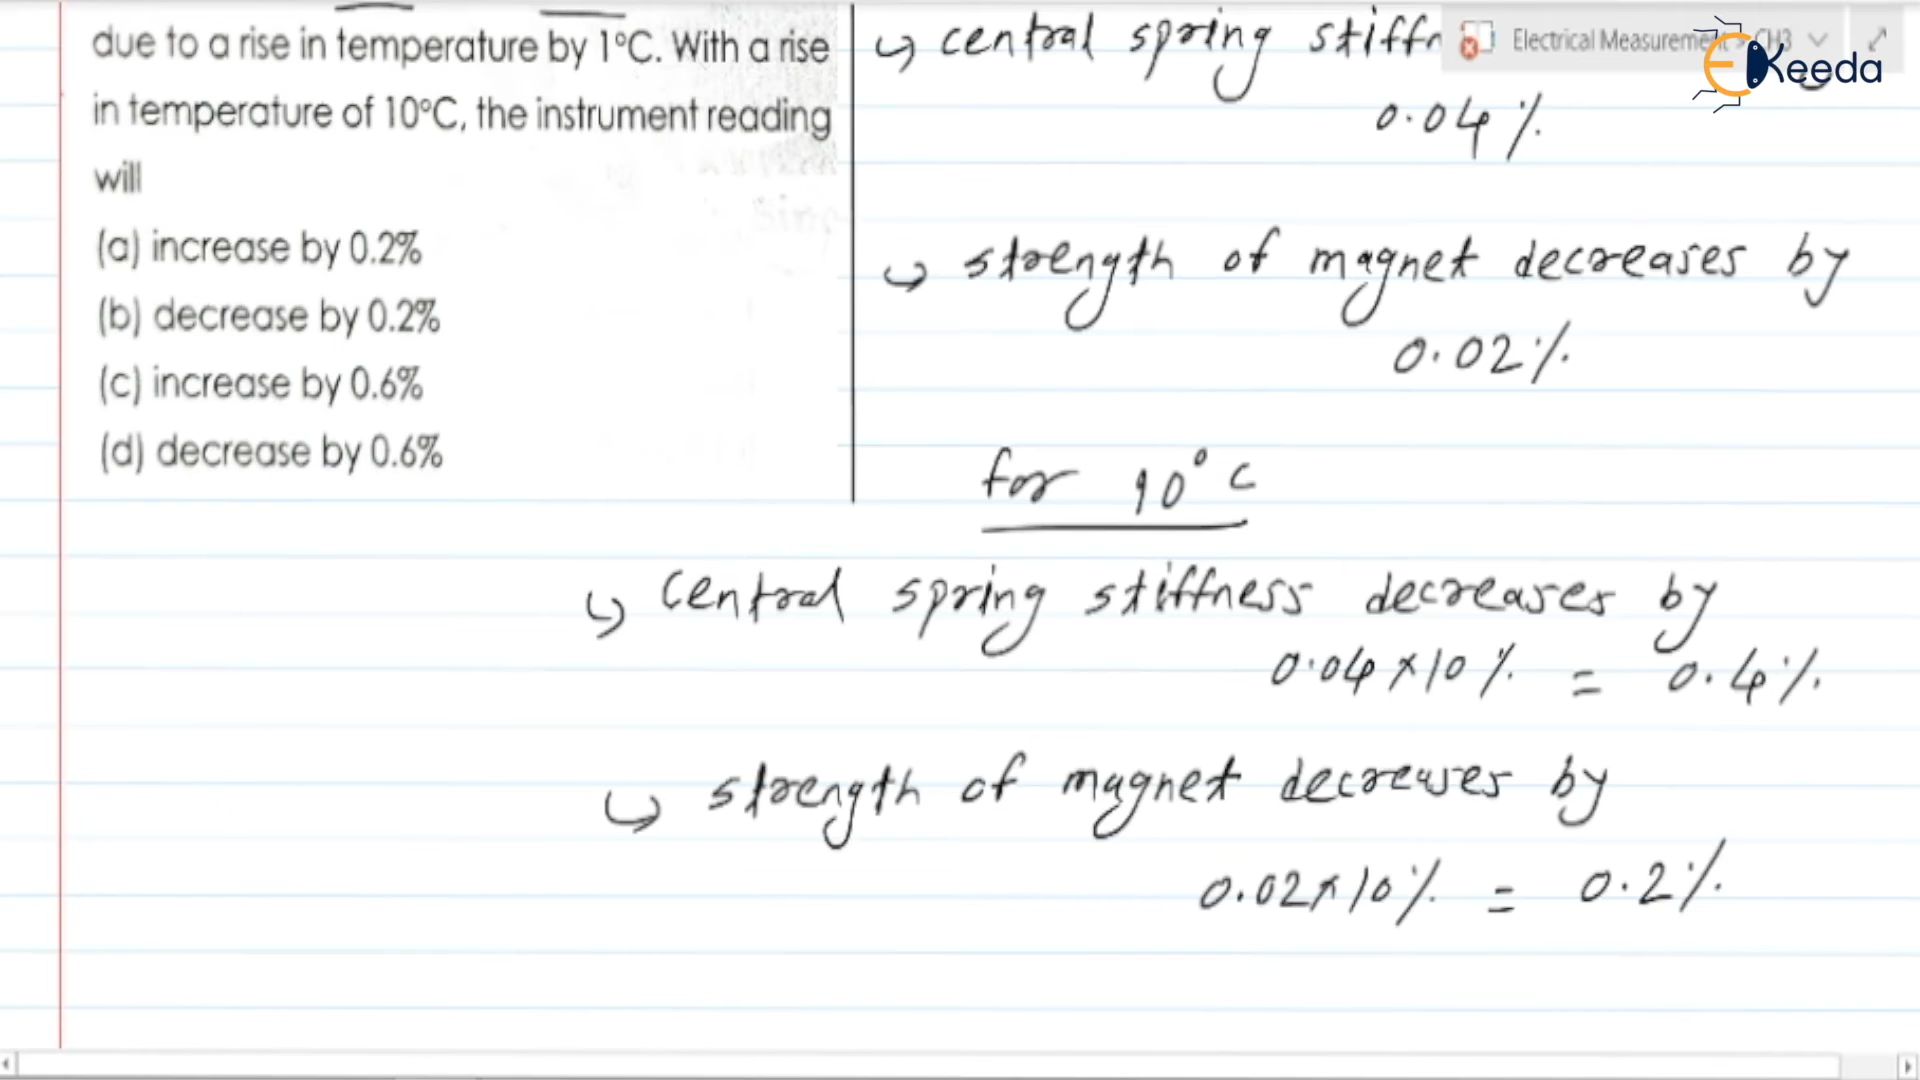 due to a rise in temperature by 1°C. With a rise
in temperature of 10°C, the instrument reading
will
(a) increase by 0.2%
(b) decrease by 0.2%
(c) increase by 0.6%
(d) decrease by 0.6%
central spring stiffn
0.04%
Electrical Measurement CH3
EKeeda
strength of magnet decreases by
0.02%
for 10°C
central spring stiffness decreases by
0.04 × 10% = 0.4%
strength of magnet decreases by
0.02 × 10% = 0.2%